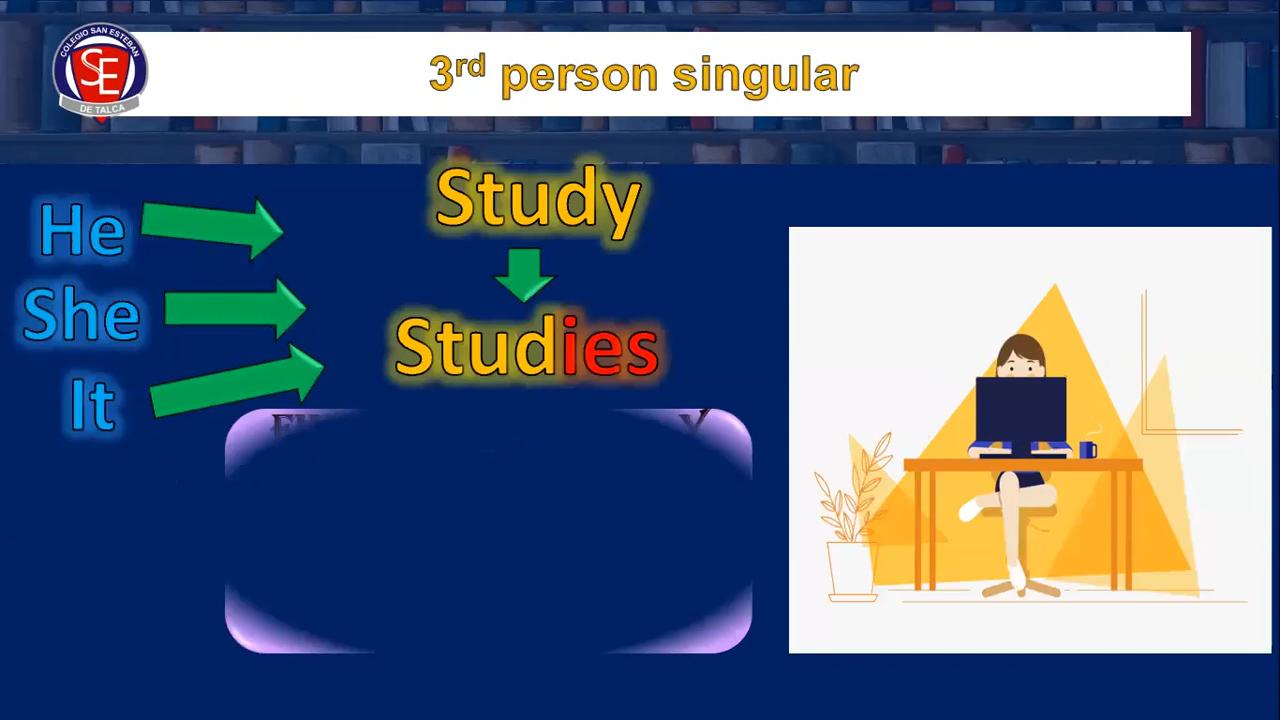 COLEGIO SAN ESTEBAN
SE
DE TALCA
3rd person singular
He
She
It
Study
Studies